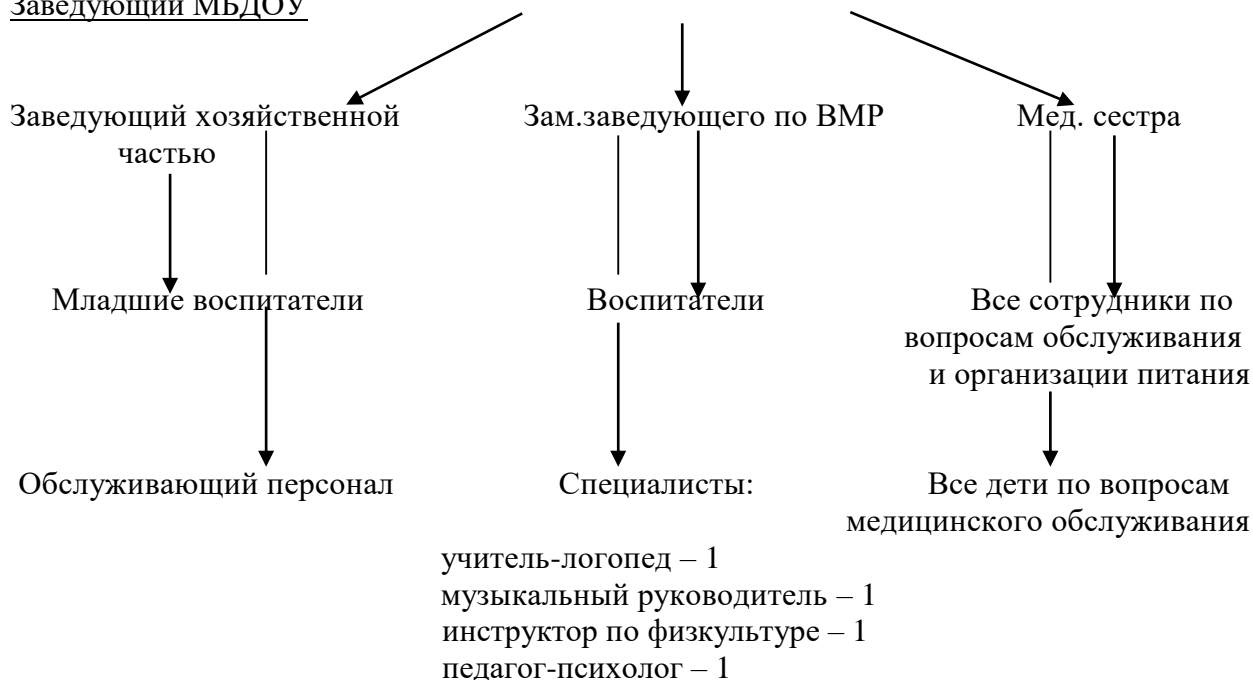 Заведующий МБДОУ
Заведующий хозяйственной
частью
Зам.заведующего по ВМР
Мед. сестра
Младшие воспитатели
Воспитатели
Все сотрудники по
вопросам обслуживания
и организации питания
Обслуживающий персонал
Специалисты:
Все дети по вопросам
медицинского обслуживания
учитель-логопед – 1
музыкальный руководитель – 1
инструктор по физкультуре – 1
педагог-психолог – 1